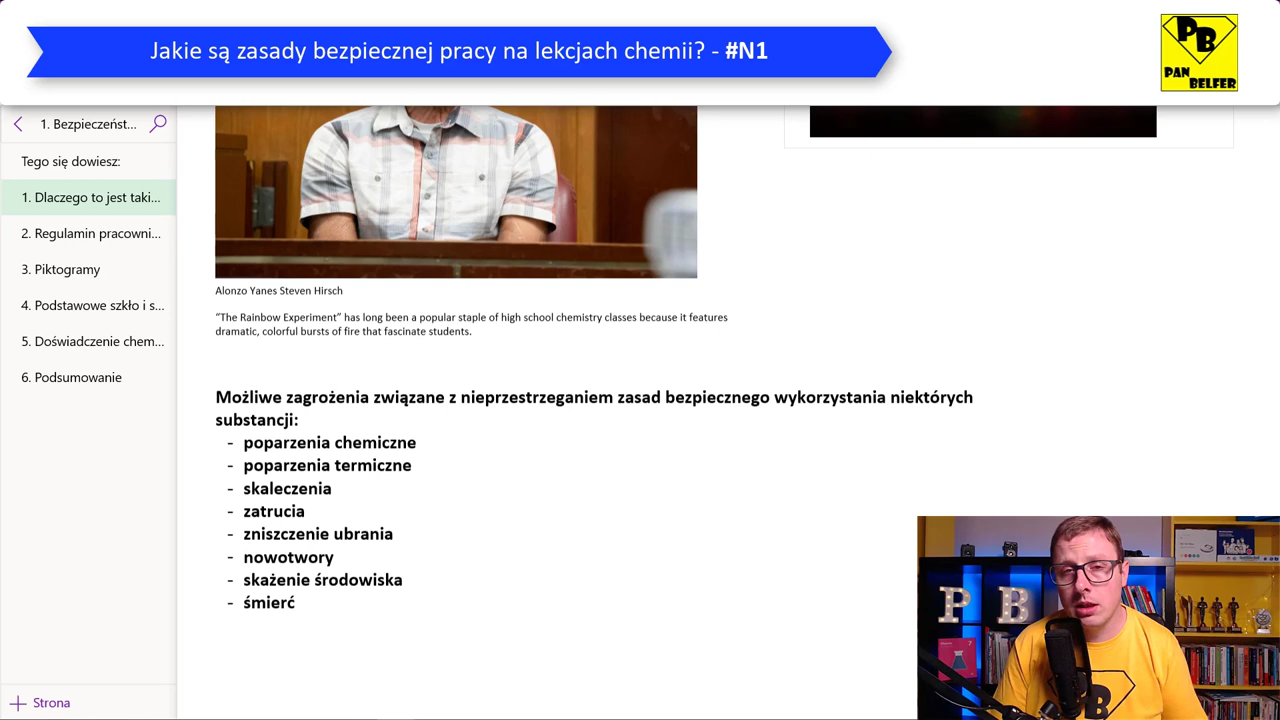 Jakie są zasady bezpiecznej pracy na lekcjach chemii? - #N1
PB
PAN
BELFER
1. Bezpieczeńst...
Tego się dowiesz:
1. Dlaczego to jest taki...
2. Regulamin pracowni...
3. Piktogramy
4. Podstawowe szkło i s...
5. Doświadczenie chem...
6. Podsumowanie
Strona
Alonzo Yanes Steven Hirsch
“The Rainbow Experiment” has long been a popular staple of high school chemistry classes because it features
dramatic, colorful bursts of fire that fascinate students.
Możliwe zagrożenia związane z nieprzestrzeganiem zasad bezpiecznego wykorzystania niektórych
substancji:
- poparzenia chemiczne
- poparzenia termiczne
- skaleczenia
- zatrucia
- zniszczenie ubrania
- nowotwory
- skażenie środowiska
- śmierć
P B
B